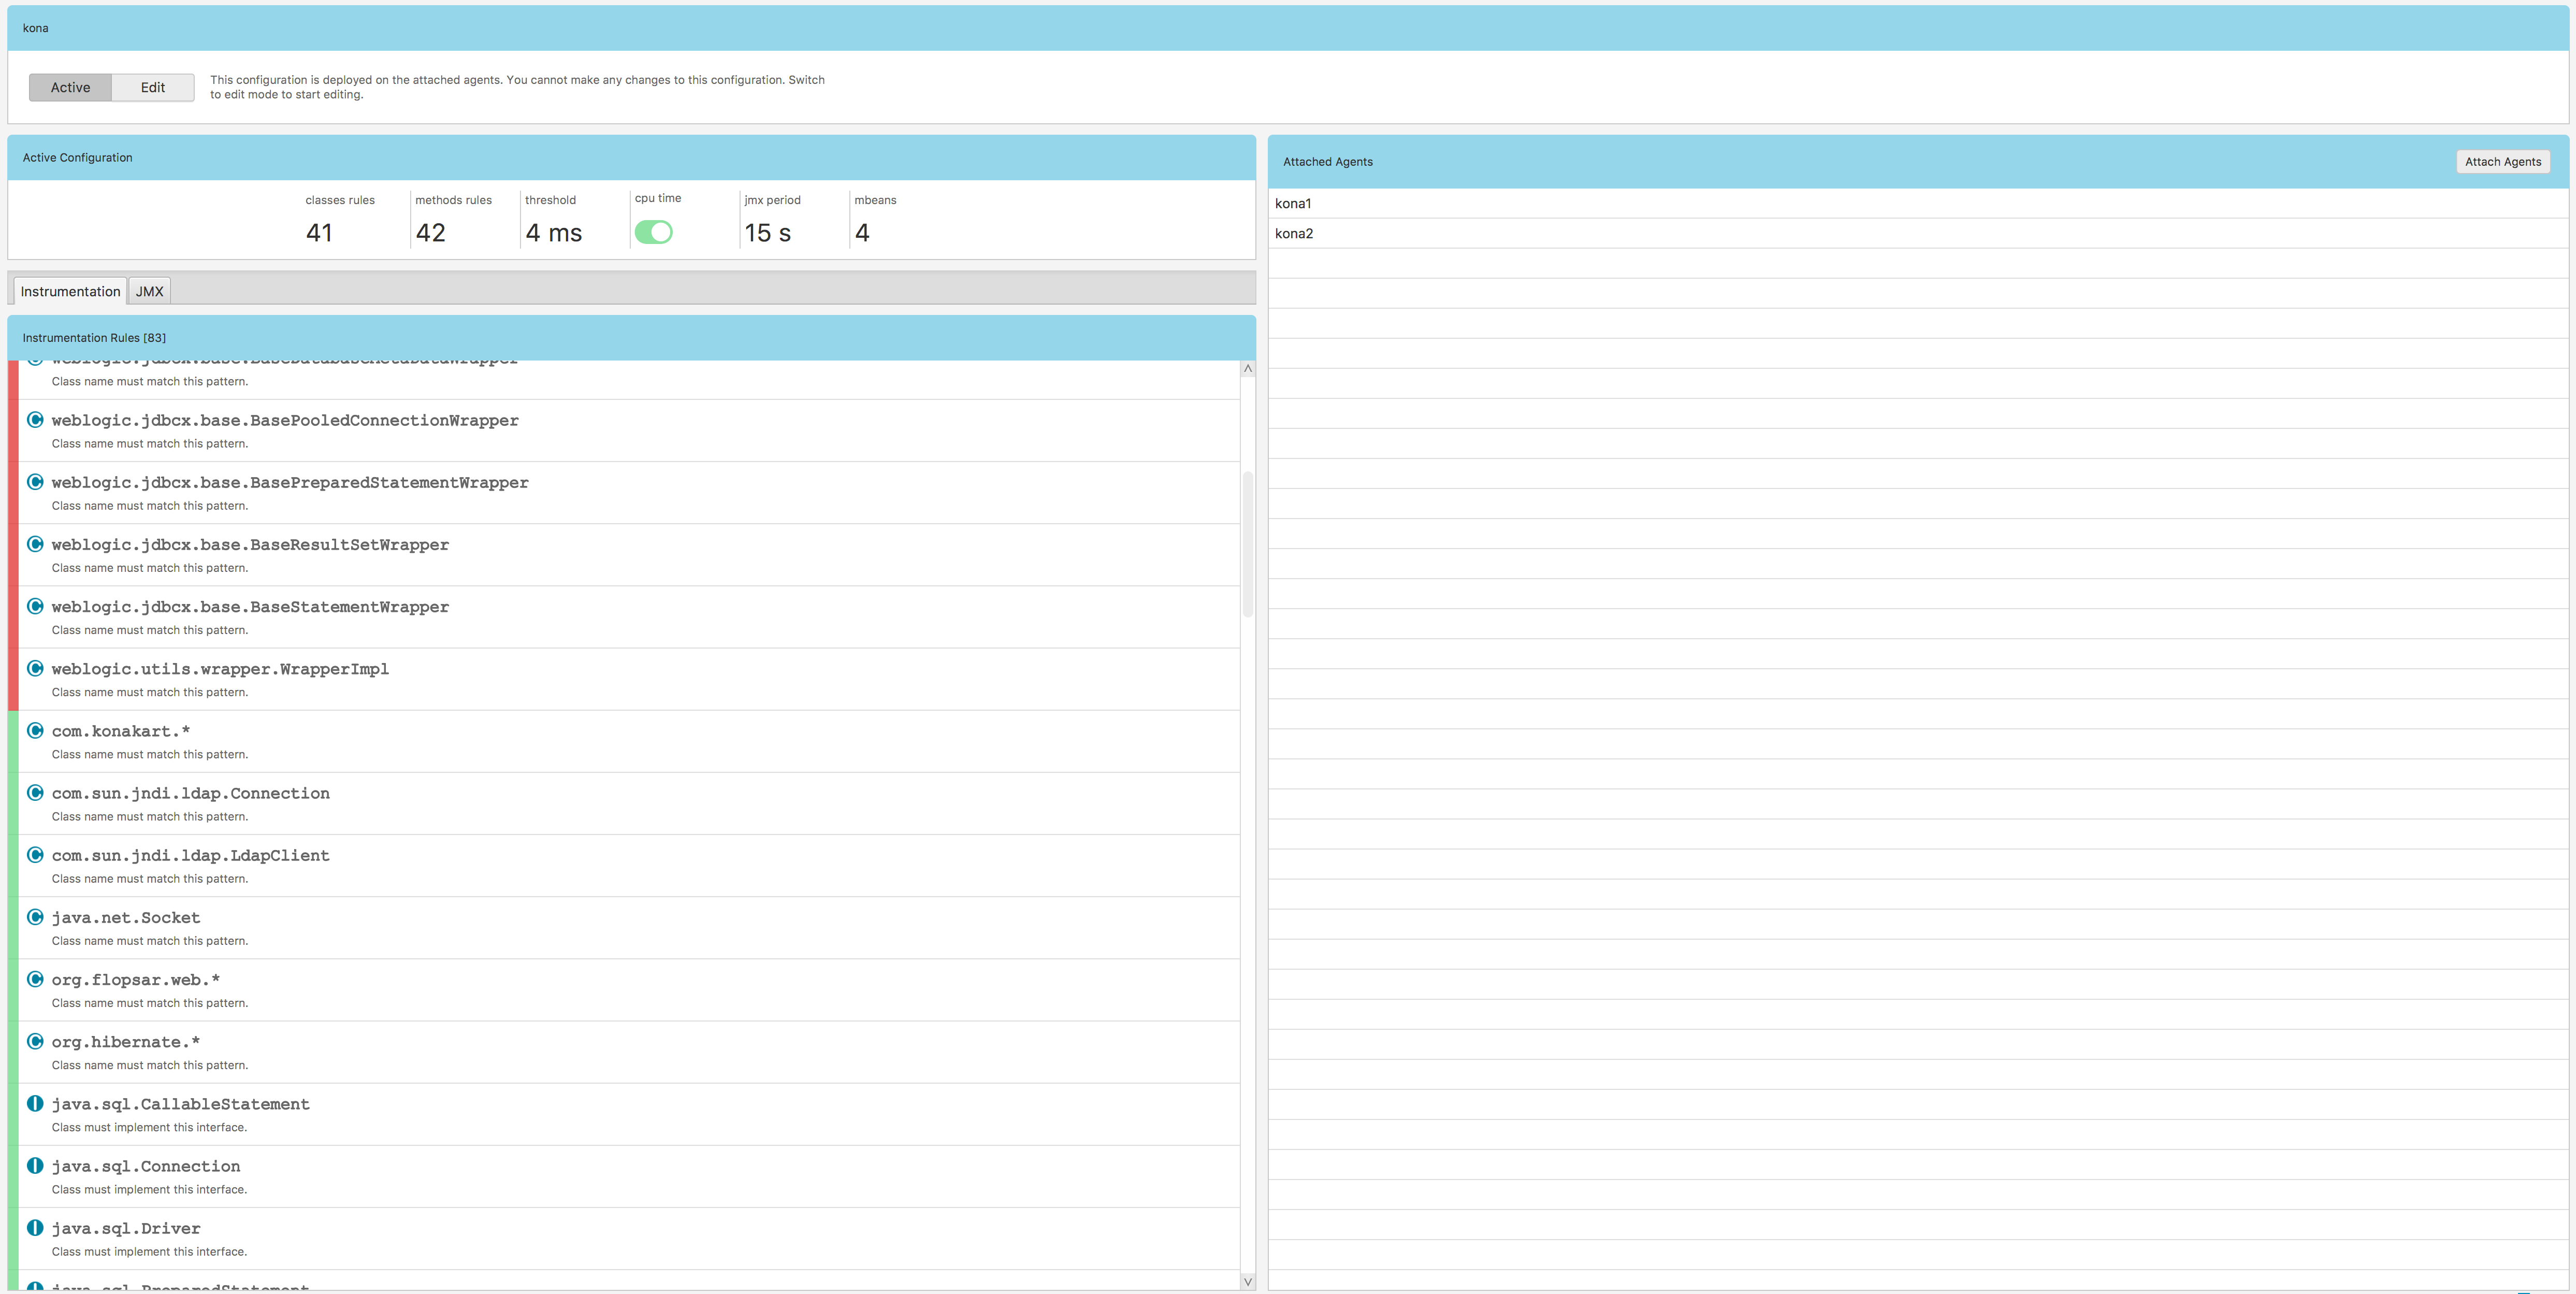 kona
Active
Edit
This configuration is deployed on the attached agents. You cannot make any changes to this configuration. Switch
to edit mode to start editing.
Active Configuration
classes rules
methods rules
threshold
cpu time
jmx period
mbeans
41
42
4 ms
15 s
4
Instrumentation
JMX
Instrumentation Rules [83]
weblogic.jdbcx.base.BaseDatabaseMetaDataWrapper
Class name must match this pattern.
weblogic.jdbcx.base.BasePooledConnectionWrapper
Class name must match this pattern.
weblogic.jdbcx.base.BasePreparedStatementWrapper
Class name must match this pattern.
weblogic.jdbcx.base.BaseResultSetWrapper
Class name must match this pattern.
weblogic.jdbcx.base.BaseStatementWrapper
Class name must match this pattern.
weblogic.utils.wrapper.WrapperImpl
Class name must match this pattern.
com.konakart.*
Class name must match this pattern.
com.sun.jndi.ldap.Connection
Class name must match this pattern.
com.sun.jndi.ldap.LdapClient
Class name must match this pattern.
java.net.Socket
Class name must match this pattern.
org.flopsar.web.*
Class name must match this pattern.
org.hibernate.*
Class name must match this pattern.
java.sql.CallableStatement
Class must implement this interface.
java.sql.Connection
Class must implement this interface.
java.sql.Driver
Class must implement this interface.
java.sql.PreparedStatement
Attached Agents
Attach Agents
kona1
kona2